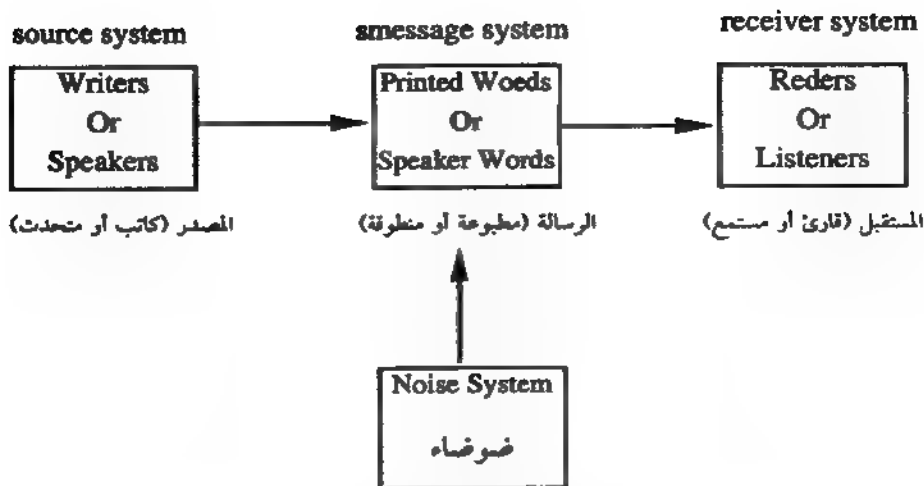 source system
smessage system
receiver system
Writers
Or
Speakers
Printed Woeds
Or
Speaker Words
Reders
Or
Listeners
المصدر (كاتب أو متحدث)
الرسالة (مطبوعة أو منطوقة)
المستقبل (قارئ أو مستمع)
Noise System
ضوضاء